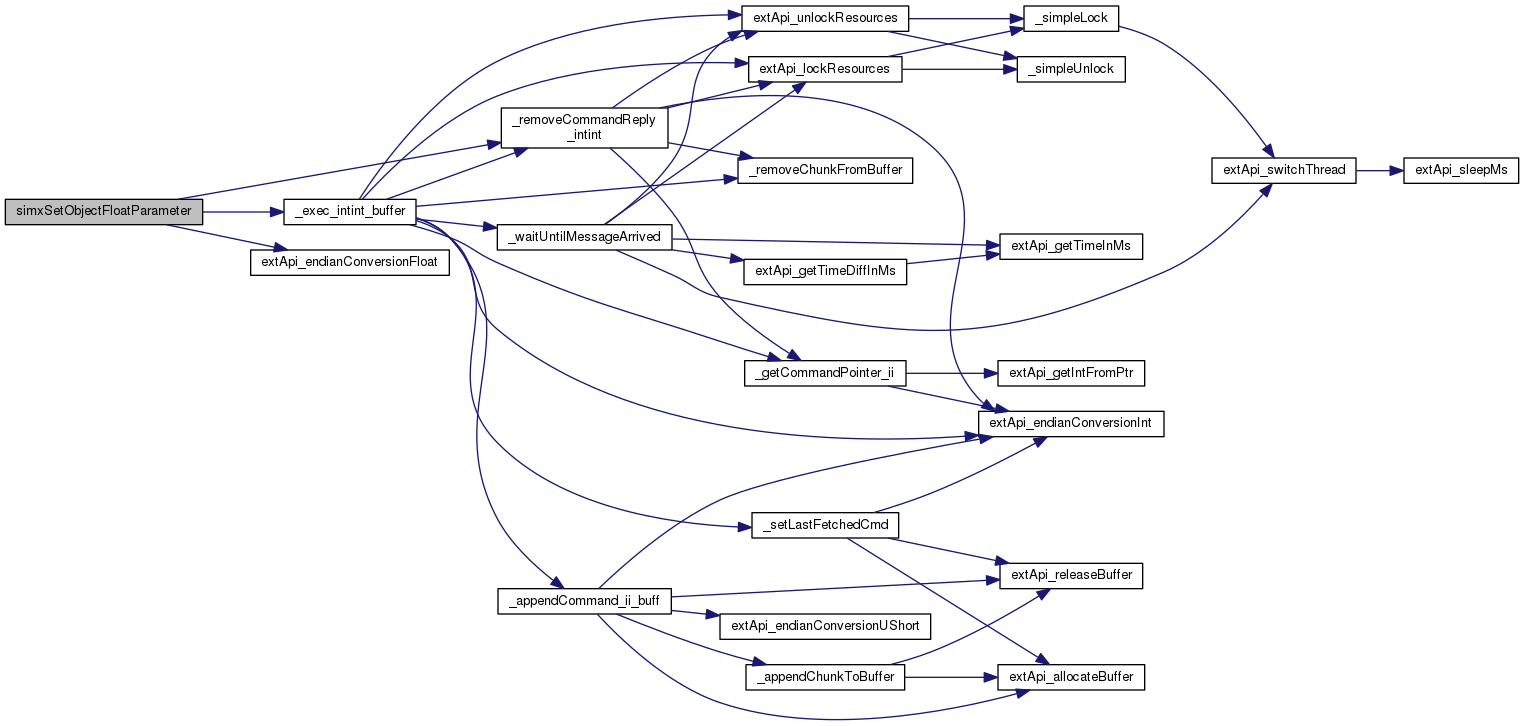 simxSetObjectFloatParameter
_exec_intint_buffer
extApi_endianConversionFloat
_removeCommandReply
_intint
_waitUntilMessageArrived
_appendCommand_ii_buff
extApi_unlockResources
extApi_lockResources
_removeChunkFromBuffer
extApi_getTimeDiffInMs
_getCommandPointer_ii
_setLastFetchedCmd
extApi_endianConversionUShort
_appendChunkToBuffer
_simpleLock
_simpleUnlock
extApi_getTimeInMs
extApi_getIntFromPtr
extApi_endianConversionInt
extApi_releaseBuffer
extApi_allocateBuffer
extApi_switchThread
extApi_sleepMs